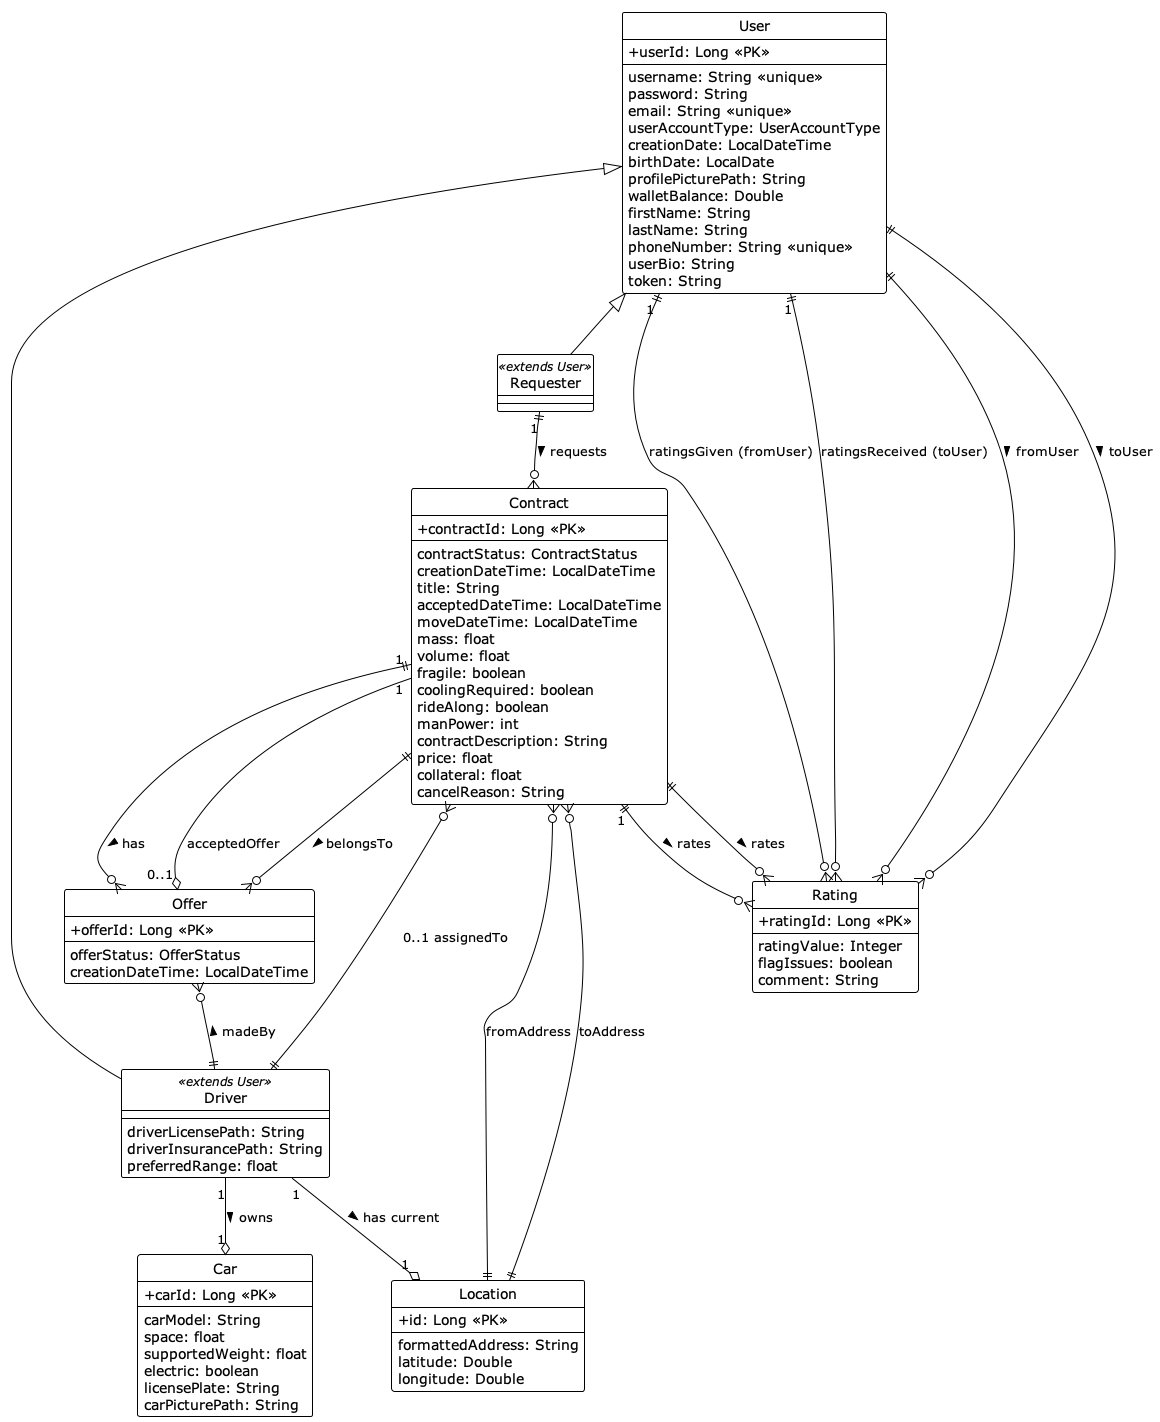 User
+userId: Long «PK»
username: String «unique»
password: String
email: String «unique»
userAccountType: UserAccountType
creationDate: LocalDateTime
birthDate: LocalDate
profilePicturePath: String
walletBalance: Double
firstName: String
lastName: String
phoneNumber: String «unique»
userBio: String
token: String
1
1
«extends User»
Requester
1
requests
ratingsGiven (fromUser)
ratingsReceived (toUser)
fromUser
toUser
Contract
+contractId: Long «PK»
contractStatus: ContractStatus
creationDateTime: LocalDateTime
title: String
acceptedDateTime: LocalDateTime
moveDateTime: LocalDateTime
mass: float
volume: float
fragile: boolean
coolingRequired: boolean
rideAlong: boolean
manPower: int
contractDescription: String
price: float
collateral: float
cancelReason: String
1
1
1
has
acceptedOffer
belongsTo
rates
rates
0..1
Offer
+offerId: Long «PK»
offerStatus: OfferStatus
creationDateTime: LocalDateTime
Rating
+ratingId: Long «PK»
ratingValue: Integer
flagIssues: boolean
comment: String
0..1 assignedTo
madeBy
fromAddress
toAddress
«extends User»
Driver
driverLicensePath: String
driverInsurancePath: String
preferredRange: float
1
1
owns
has current
1
1
Car
+carId: Long «PK»
carModel: String
space: float
supportedWeight: float
electric: boolean
licensePlate: String
carPicturePath: String
Location
+id: Long «PK»
formattedAddress: String
latitude: Double
longitude: Double